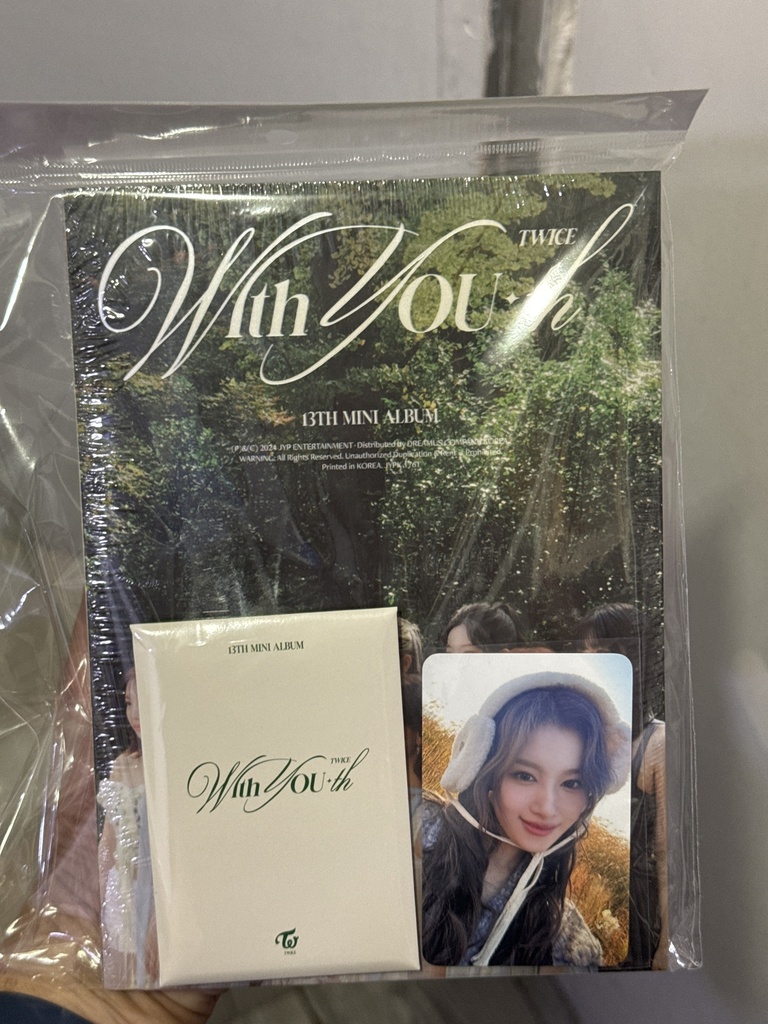 TWICE
With YOU-th
13TH MINI ALBUM
(P)&(C) 2024 JYP ENTERTAINMENT· Distributed by DREAMUS COMPANY, KOREA.
WARNING: All Rights Reserved. Unauthorized Duplication Prohibited
Printed in KOREA.
13TH MINI ALBUM
TWICE
With YOU-th
TWICE